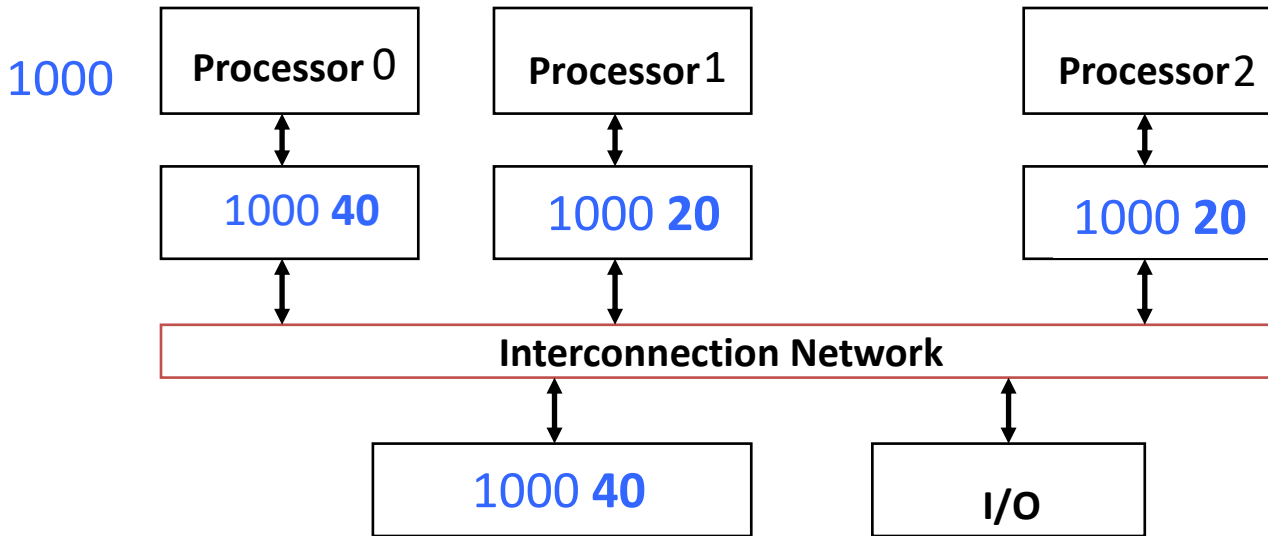 1000
Processor 0
Processor 1
Processor 2
1000 40
1000 20
1000 20
Interconnection Network
1000 40
I/O